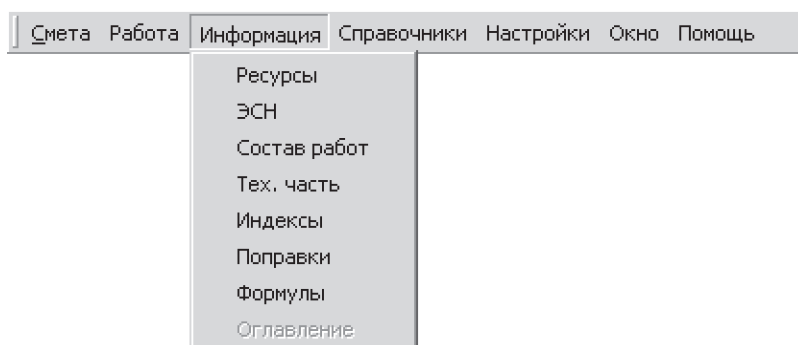 Смета Работа Информация Справочники Настройки Окно Помощь
Ресурсы
ЭСН
Состав работ
Тех. часть
Индексы
Поправки
Формулы
Оглавление